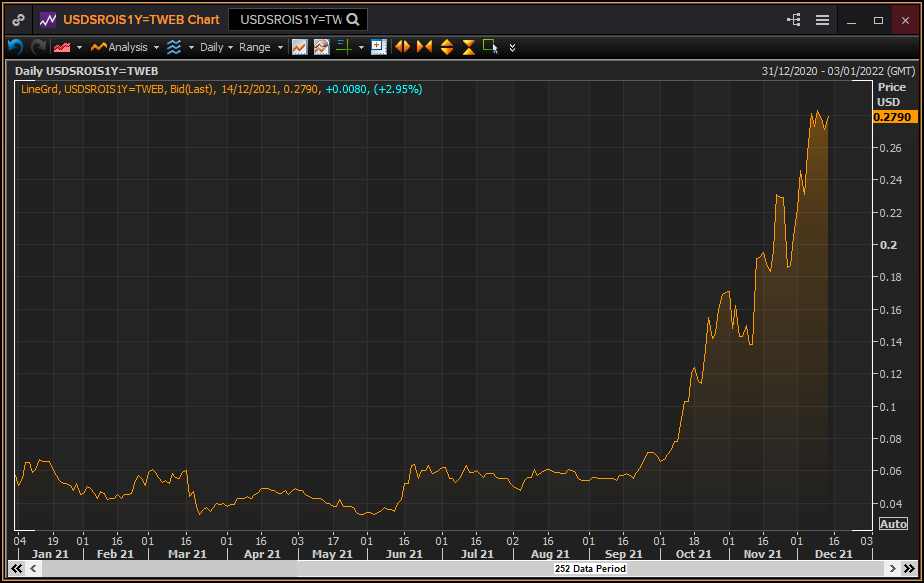 USDSROIS1Y=TWEB Chart USDSROIS1Y=TW
Analysis Daily Range
Daily USDSROIS1Y=TWEB 31/12/2020 - 03/01/2022 (GMT)
LineGrd, USDSROIS1Y=TWEB, Bid(Last), 14/12/2021, 0.2790, +0.0080, (+2.95%)
Price
USD
0.2790
0.26
0.24
0.22
0.2
0.18
0.16
0.14
0.12
0.1
0.08
0.06
0.04
Auto
04 19 01 16 01 16 01 16 03 17 01 16 01 16 02 16 01 16 01 18 01 16 01 16 03
Jan 21 Feb 21 Mar 21 Apr 21 May 21 Jun 21 Jul 21 Aug 21 Sep 21 Oct 21 Nov 21 Dec 21
252 Data Period